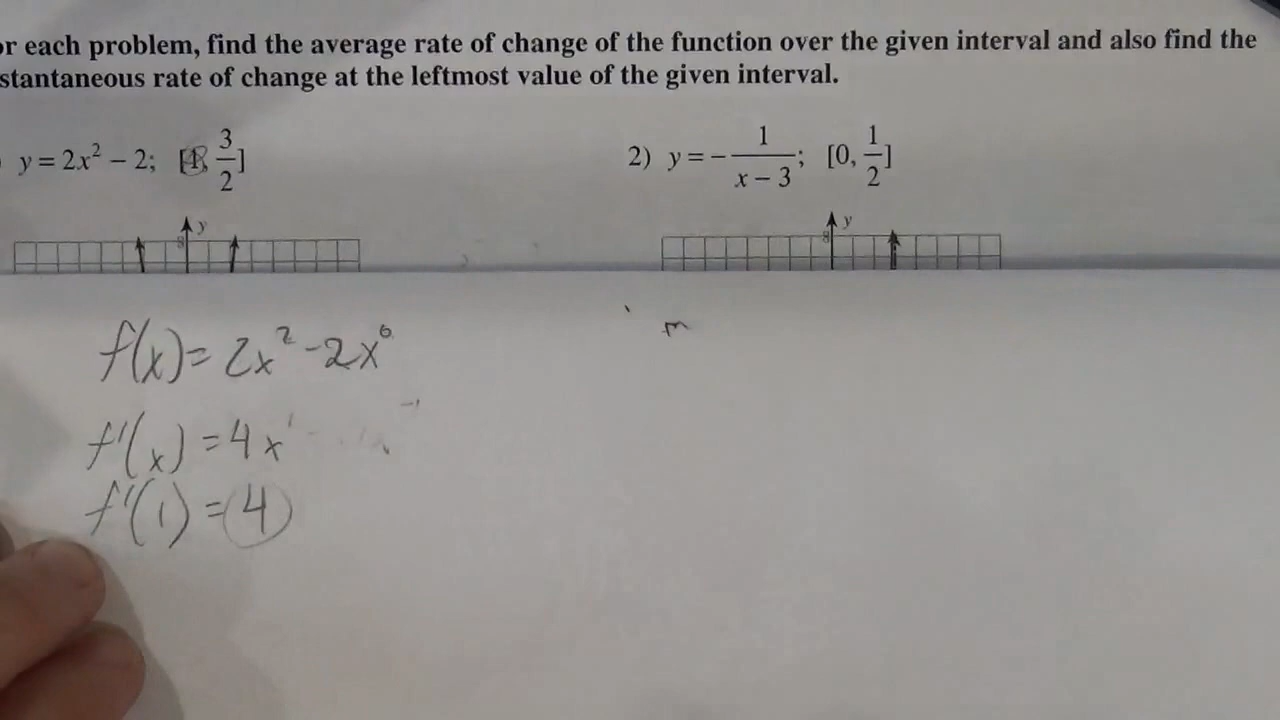 or each problem, find the average rate of change of the function over the given interval and also find the
stantaneous rate of change at the leftmost value of the given interval.
y = 2x² − 2; [1, 3/2]
2) y = − 1/(x − 3); [0, 1/2]
y
8
y
8
f(x) = 2x² − 2x⁰
m
f'(x) = 4x¹
f'(1) = 4